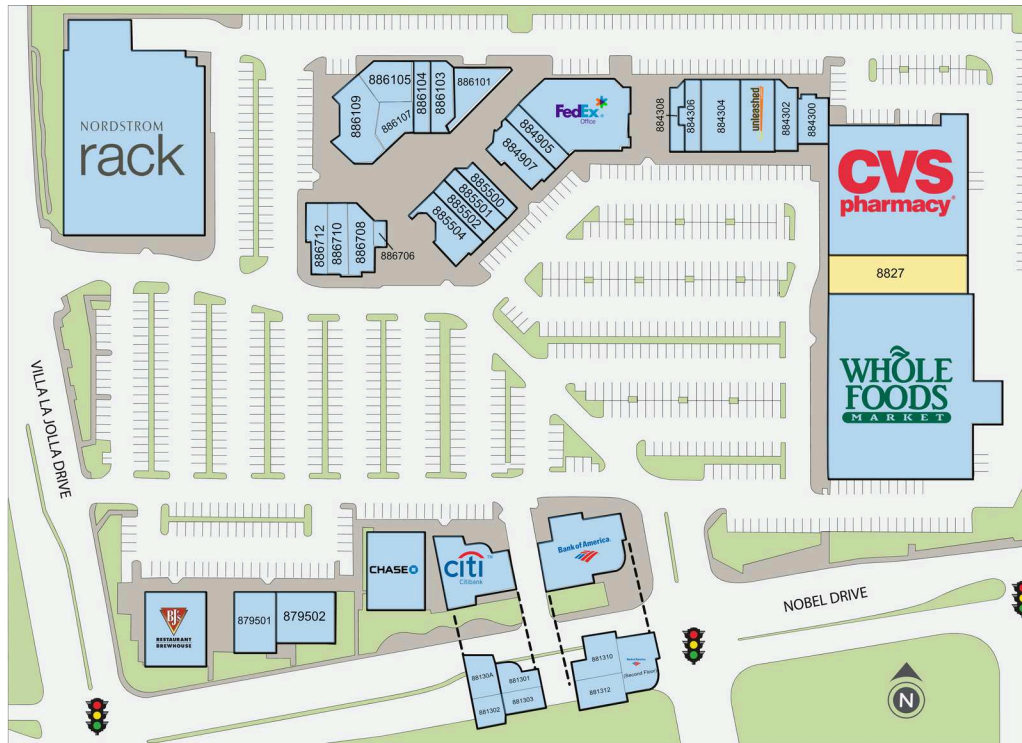 NORDSTROM
rack
886109
886105
886107
886104
886103
886101
FedEx®
Office
884905
884907
884308
884306
884304
unleashed
884302
884300
CVS
pharmacy®
885500
885501
885502
885504
886712
886710
886708
886706
8827
WHOLE
FOODS
MARKET
VILLA LA JOLLA DRIVE
CHASE
citi
Citibank
Bank of America.
BJ's
RESTAURANT
BREWHOUSE
879501
879502
NOBEL DRIVE
88130A
881301
881302
881303
881310
881312
Bank of America
(Second Floor)
N